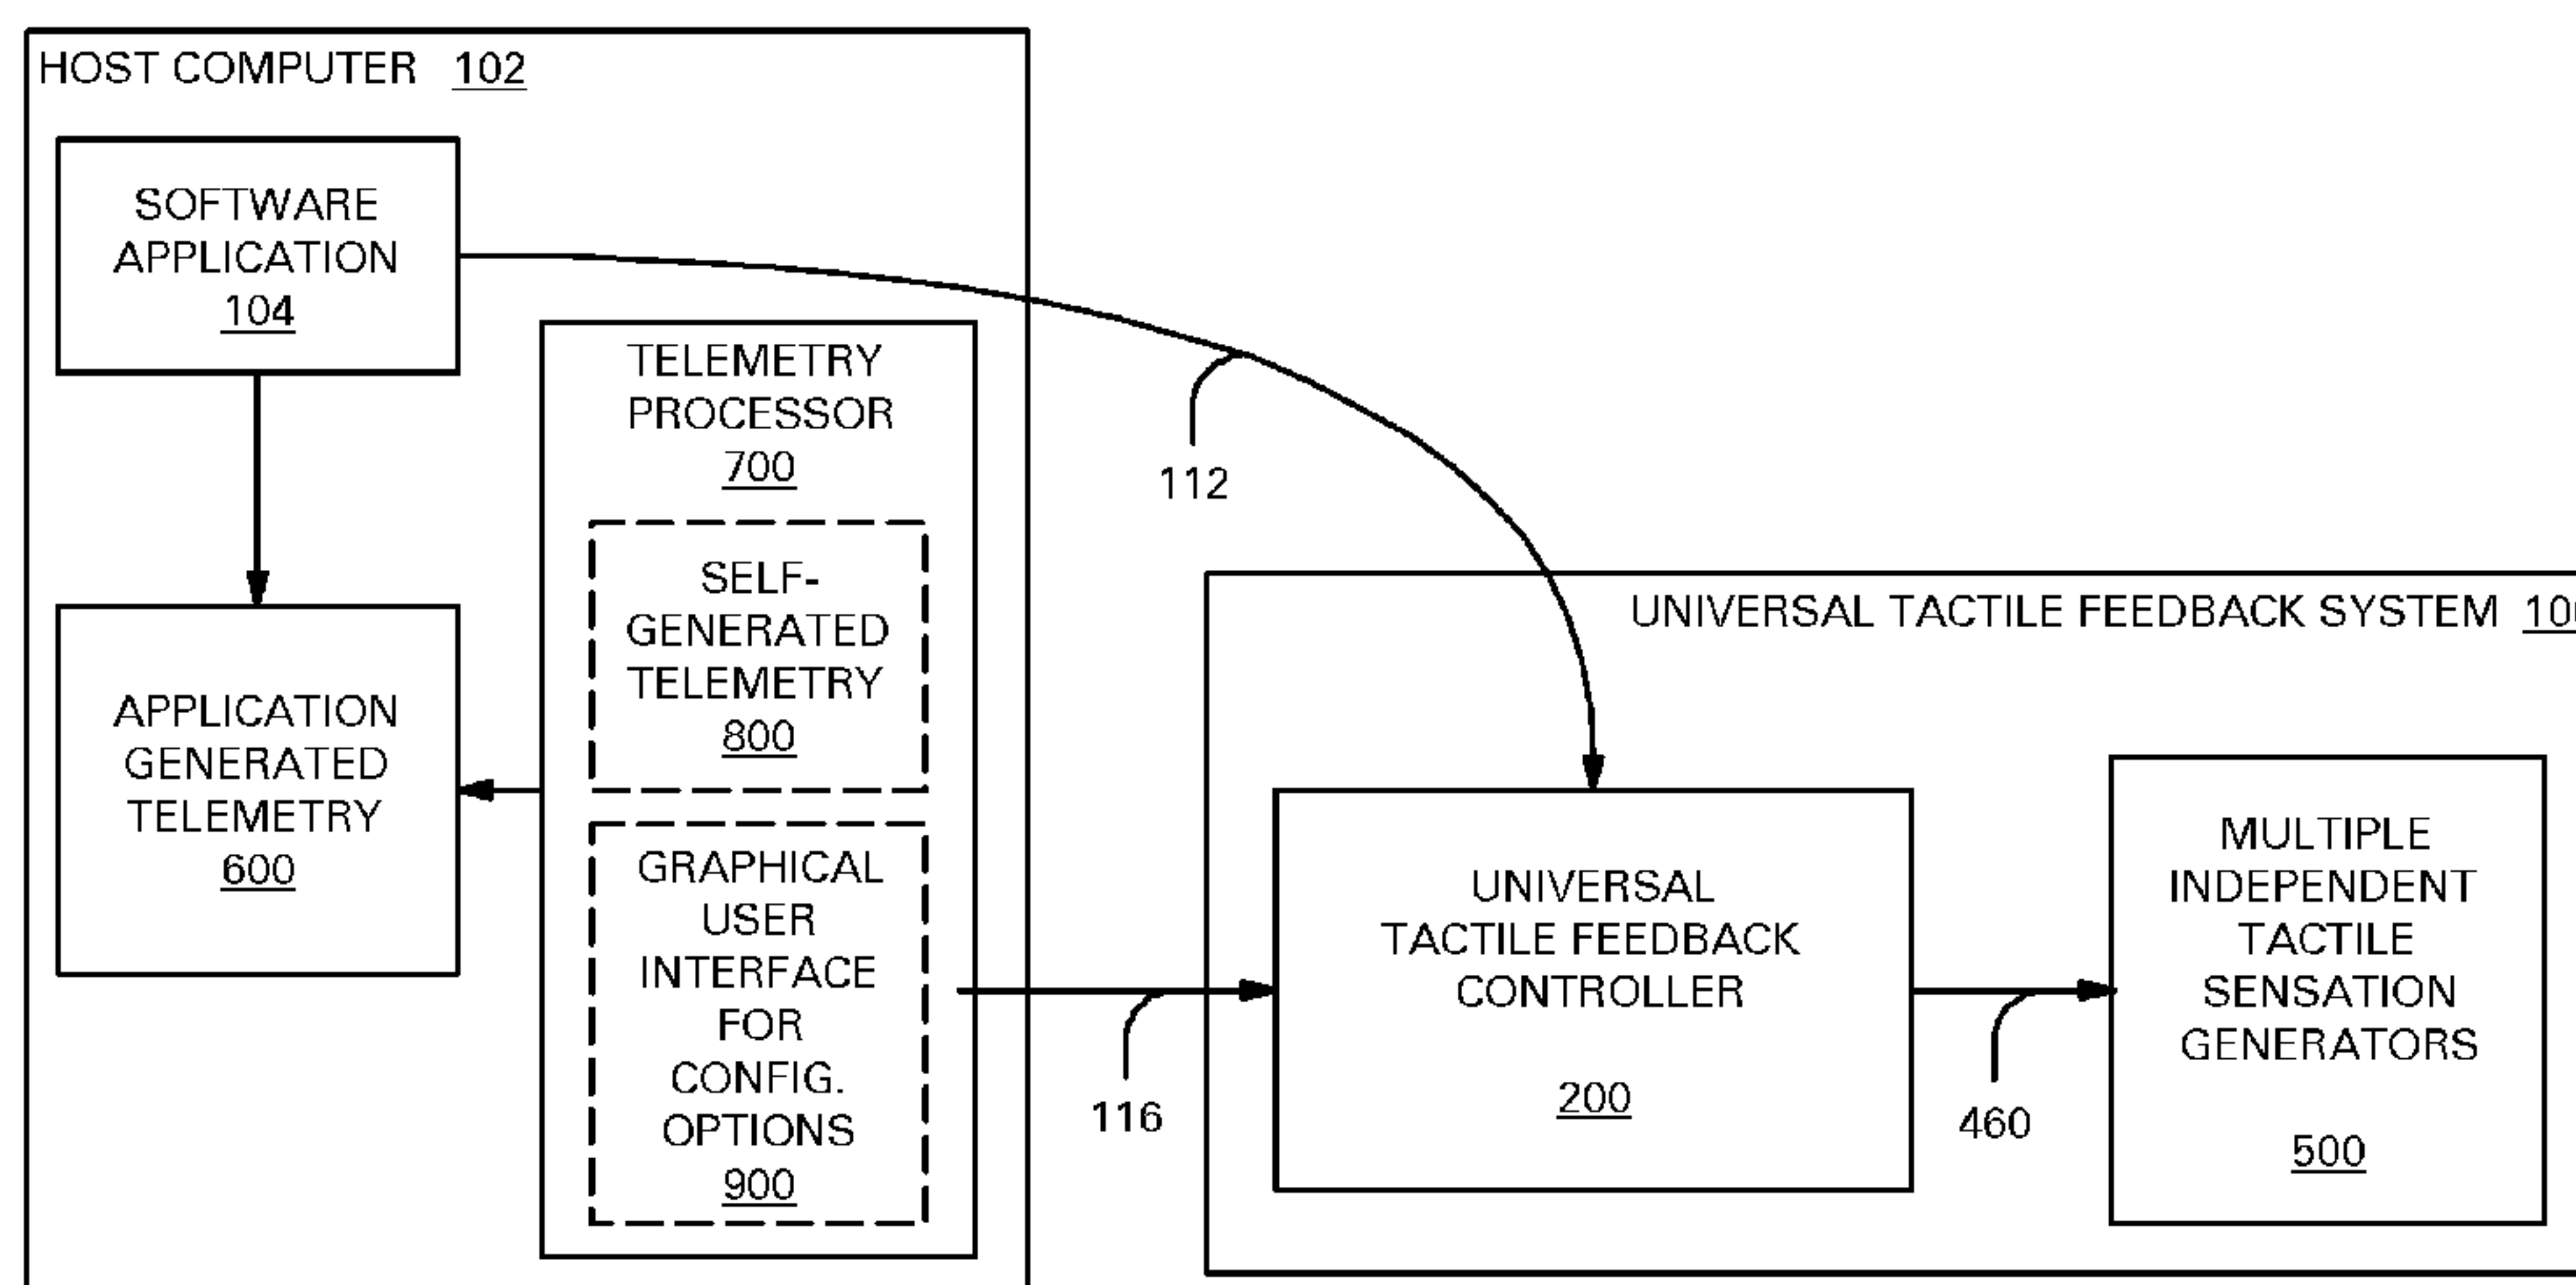 HOST COMPUTER 102
SOFTWARE
APPLICATION
104
TELEMETRY
PROCESSOR
700
112
SELF-
GENERATED
TELEMETRY
800
UNIVERSAL TACTILE FEEDBACK SYSTEM
APPLICATION
GENERATED
TELEMETRY
600
GRAPHICAL
USER
INTERFACE
FOR
CONFIG.
OPTIONS
900
116
UNIVERSAL
TACTILE FEEDBACK
CONTROLLER
200
460
MULTIPLE
INDEPENDENT
TACTILE
SENSATION
GENERATORS
500